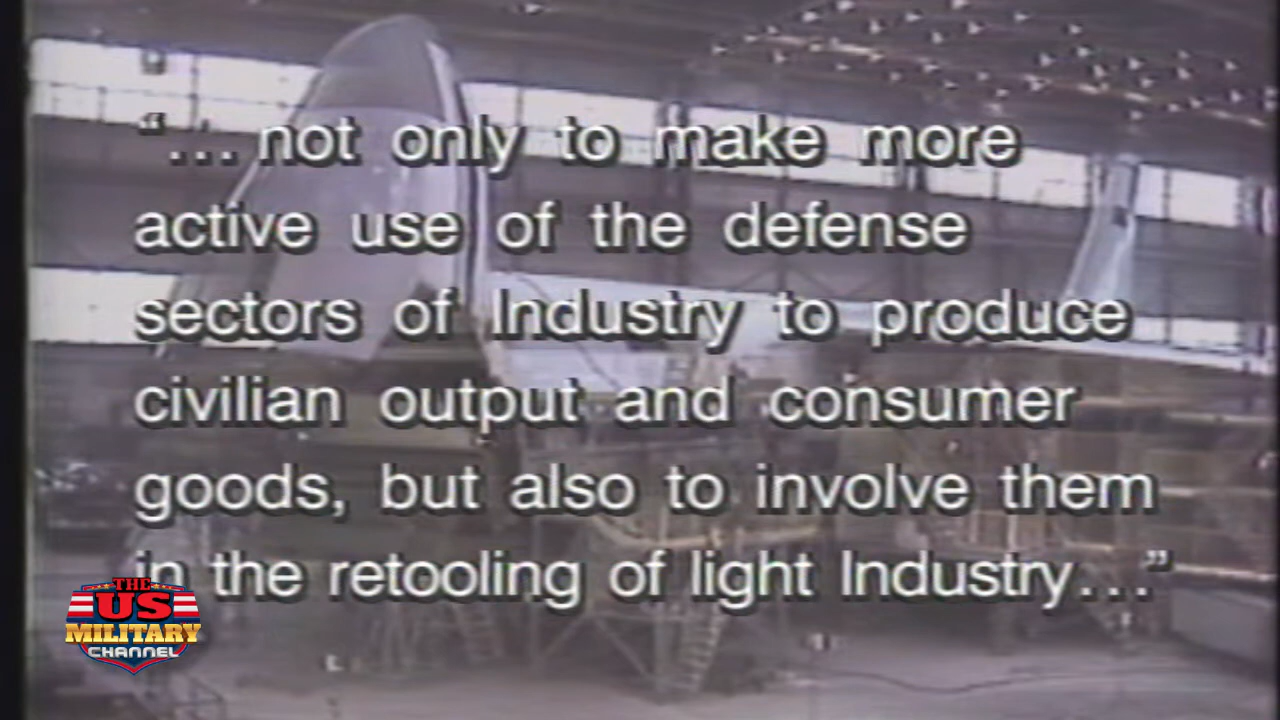 “... not only to make more
active use of the defense
sectors of Industry to produce
civilian output and consumer
goods, but also to involve them
in the retooling of light Industry...”
THE
US
MILITARY
CHANNEL